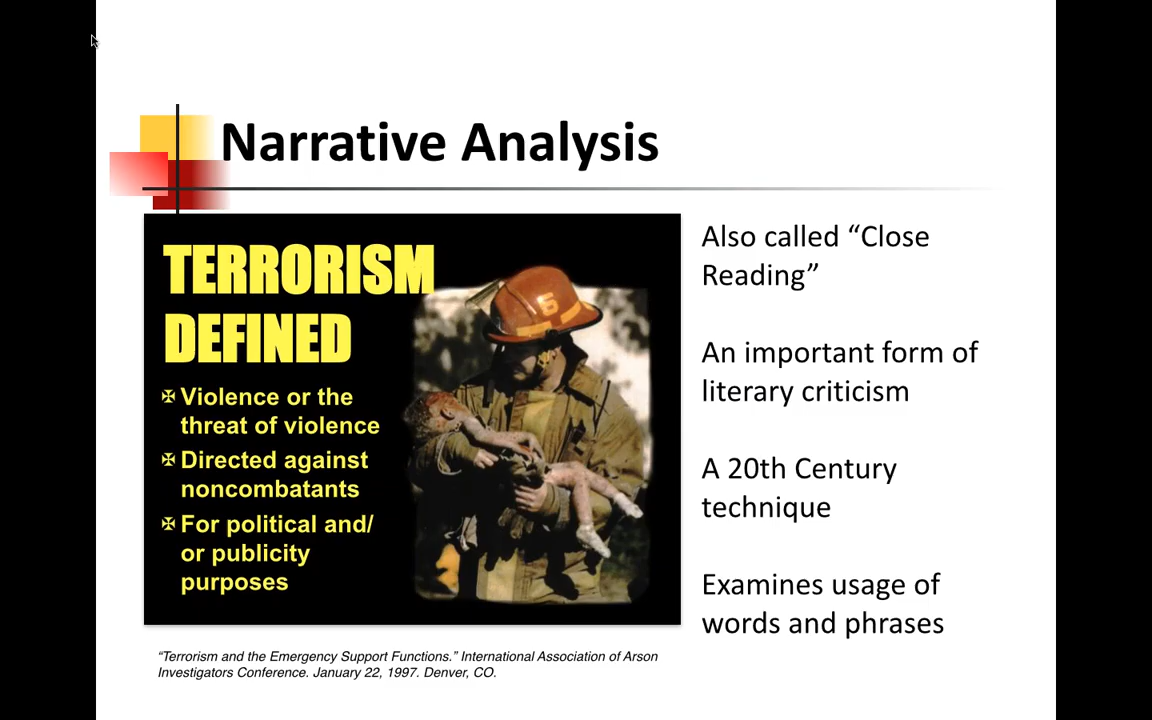 Narrative Analysis
TERRORISM
DEFINED
✠ Violence or the
threat of violence
✠ Directed against
noncombatants
✠ For political and/
or publicity
purposes
6
Also called “Close
Reading”
An important form of
literary criticism
A 20th Century
technique
Examines usage of
words and phrases
“Terrorism and the Emergency Support Functions.” International Association of Arson
Investigators Conference. January 22, 1997. Denver, CO.